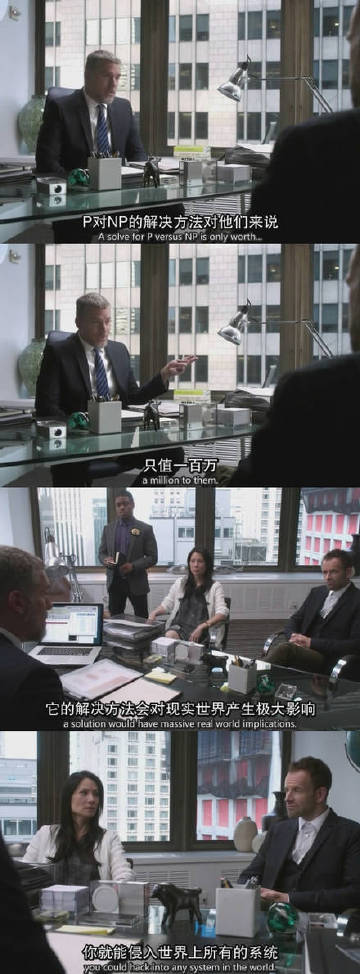 P对NP的解决方法对他们来说
A solve for P versus NP is only worth...
只值一百万
a million to them.
它的解决方法会对现实世界产生极大影响
a solution would have massive real world implications.
你就能侵入世界上所有的系统
you could hack into any system in the world.